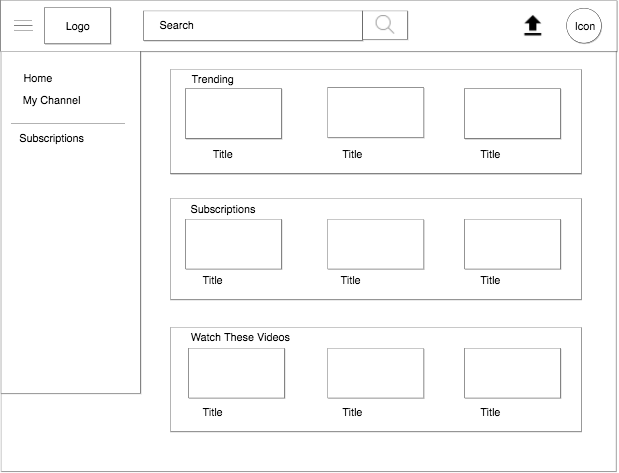 Logo
Search
Icon
Home
My Channel
Subscriptions
Trending
Title Title Title
Subscriptions
Title Title Title
Watch These Videos
Title Title Title